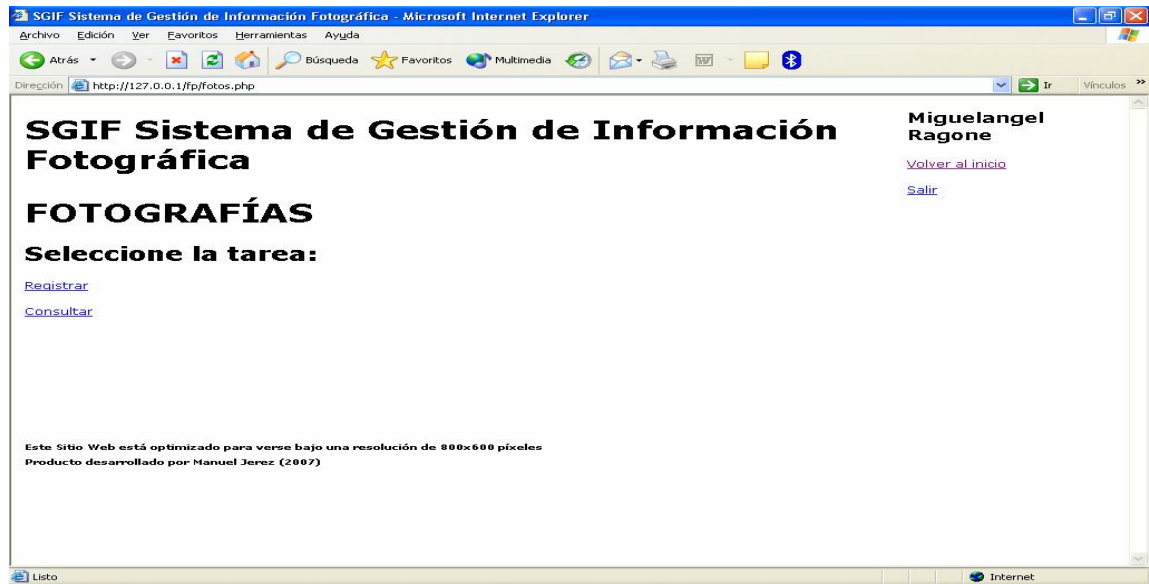 SGIF Sistema de Gestión de Información Fotográfica - Microsoft Internet Explorer
Archivo Edición Ver Favoritos Herramientas Ayuda
Atrás Búsqueda Favoritos Multimedia
Dirección http://127.0.0.1/fp/fotos.php Ir Vínculos »
SGIF Sistema de Gestión de Información
Fotográfica
FOTOGRAFÍAS
Seleccione la tarea:
Registrar
Consultar
Este Sitio Web está optimizado para verse bajo una resolución de 800x600 píxeles
Producto desarrollado por Manuel Jerez (2007)
Miguelangel
Ragone
Volver al inicio
Salir
Listo Internet